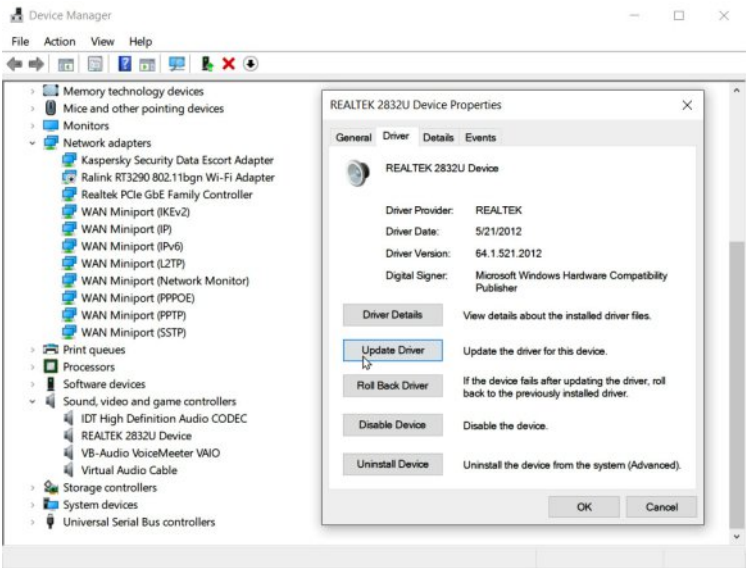 Device Manager
File Action View Help
Memory technology devices
Mice and other pointing devices
Monitors
Network adapters
Kaspersky Security Data Escort Adapter
Ralink RT3290 802.11bgn Wi-Fi Adapter
Realtek PCIe GbE Family Controller
WAN Miniport (IKEv2)
WAN Miniport (IP)
WAN Miniport (IPv6)
WAN Miniport (L2TP)
WAN Miniport (Network Monitor)
WAN Miniport (PPPOE)
WAN Miniport (PPTP)
WAN Miniport (SSTP)
Print queues
Processors
Software devices
Sound, video and game controllers
IDT High Definition Audio CODEC
REALTEK 2832U Device
VB-Audio VoiceMeeter VAIO
Virtual Audio Cable
Storage controllers
System devices
Universal Serial Bus controllers
REALTEK 2832U Device Properties
General Driver Details Events
REALTEK 2832U Device
Driver Provider: REALTEK
Driver Date: 5/21/2012
Driver Version: 64.1.521.2012
Digital Signer: Microsoft Windows Hardware Compatibility
Publisher
Driver Details View details about the installed driver files.
Update Driver Update the driver for this device.
Roll Back Driver If the device fails after updating the driver, roll
back to the previously installed driver.
Disable Device Disable the device.
Uninstall Device Uninstall the device from the system (Advanced).
OK Cancel